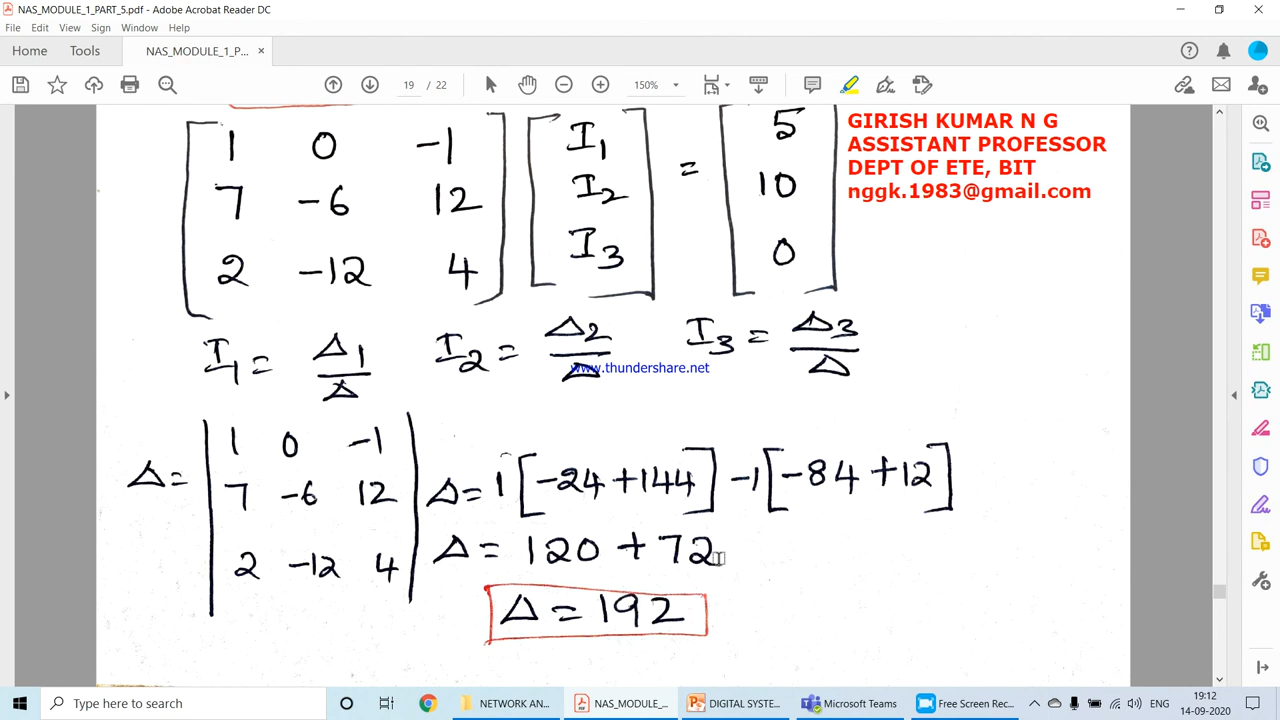 NAS_MODULE_1_PART_5.pdf - Adobe Acrobat Reader DC
File Edit View Sign Window Help
Home Tools NAS_MODULE_1_P... ×
19 / 22 150%
GIRISH KUMAR N G
ASSISTANT PROFESSOR
DEPT OF ETE, BIT
nggk.1983@gmail.com
1 0 -1 I1 = 5
7 -6 12 I2 10
2 -12 4 I3 0
I1 = Δ1/Δ I2 = Δ2/Δ I3 = Δ3/Δ
www.thundershare.net
Δ = 1 0 -1
7 -6 12 Δ = 1[-24 + 144] -1[-84 + 12]
2 -12 4 Δ = 120 + 72
Δ = 192
Type here to search NETWORK AN... NAS_MODULE_... DIGITAL SYSTE... Microsoft Teams Free Screen Rec... 19:12
14-09-2020